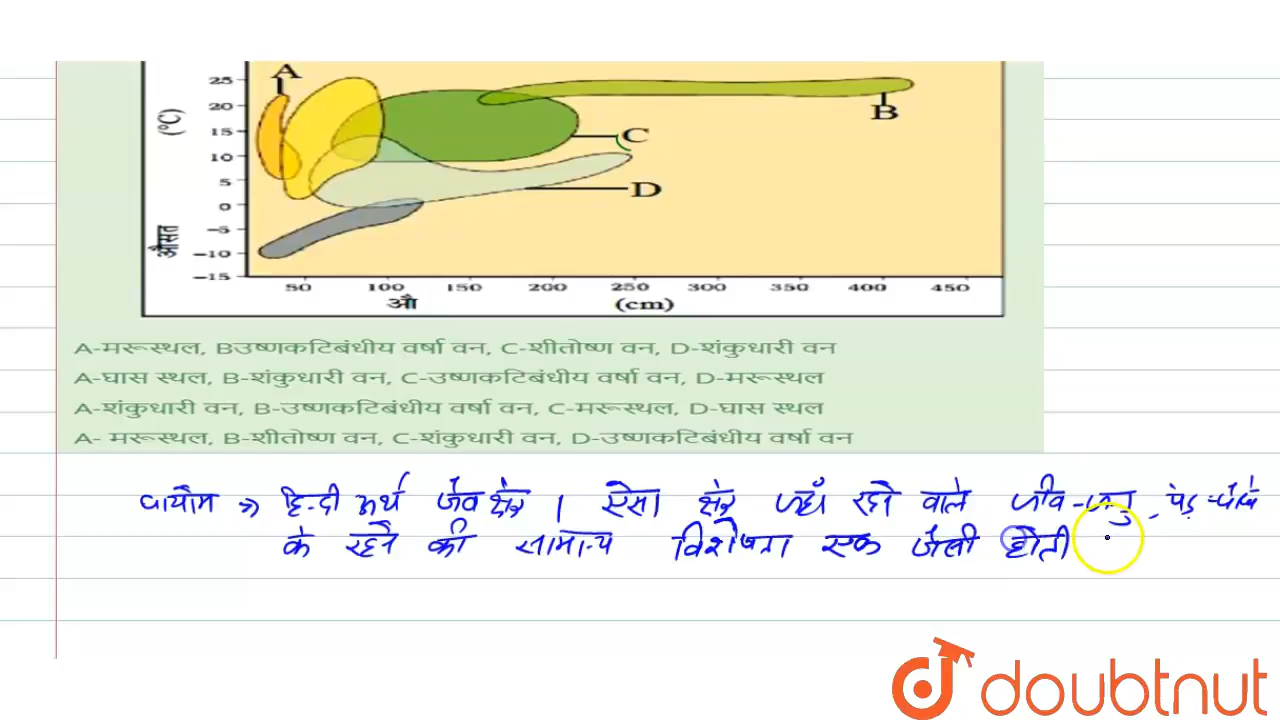 A
25
20
B
(°C)
15
C
10
5
D
0
-5
औसत
-10
-15
50 100 150 200 250 300 350 400 450
औ (cm)
A-मरूस्थल, Bउष्णकटिबंधीय वर्षा वन, C-शीतोष्ण वन, D-शंकुधारी वन
A-घास स्थल, B-शंकुधारी वन, C-उष्णकटिबंधीय वर्षा वन, D-मरूस्थल
A-शंकुधारी वन, B-उष्णकटिबंधीय वर्षा वन, C-मरूस्थल, D-घास स्थल
A- मरूस्थल, B-शीतोष्ण वन, C-शंकुधारी वन, D-उष्णकटिबंधीय वर्षा वन
वायोम → हिन्दी अर्थ जैव क्षेत्र । ऐसा क्षेत्र जहाँ रहने वाले जीव-जन्तु, पेड़-पौधे
के रहने की सामान्य विशेषता एक जैसी होती
doubtnut